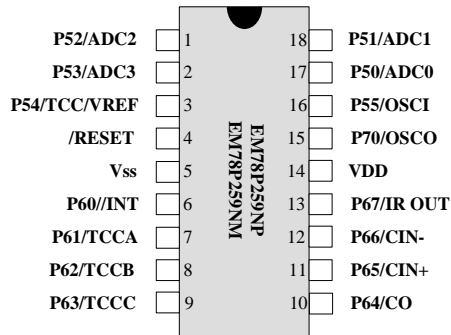 P52/ADC2 1 18 P51/ADC1
P53/ADC3 2 17 P50/ADC0
P54/TCC/VREF 3 16 P55/OSCI
/RESET 4 15 P70/OSCO
Vss 5 14 VDD
P60//INT 6 13 P67/IR OUT
P61/TCCA 7 12 P66/CIN-
P62/TCCB 8 11 P65/CIN+
P63/TCCC 9 10 P64/CO
EM78P259NP
EM78P259NM